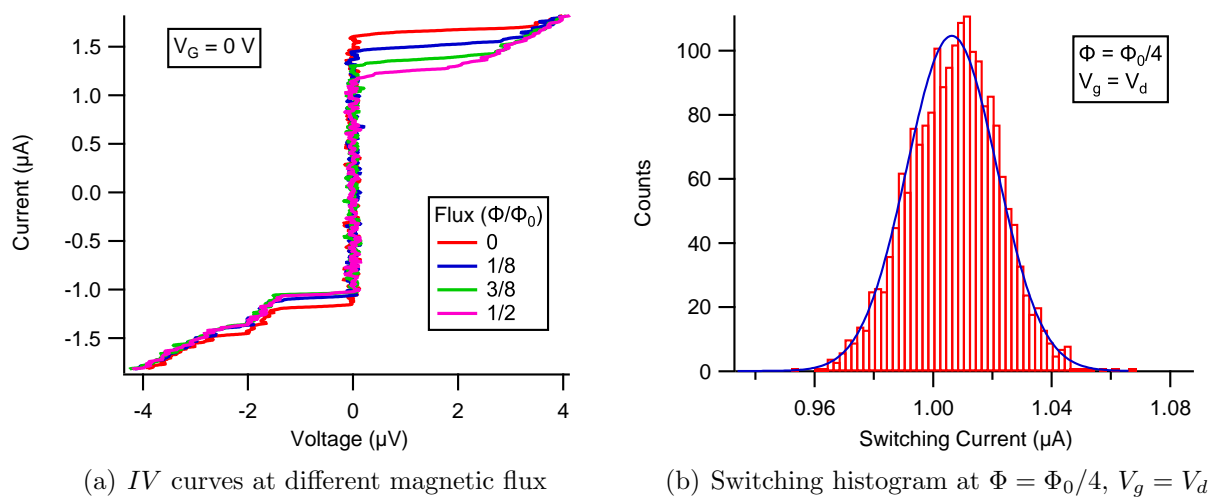 V_G = 0 V
Current (µA)
1.5
1.0
0.5
0.0
-0.5
-1.0
-1.5
Flux (Φ/Φ₀)
0
1/8
3/8
1/2
-4
-2
0
2
4
Voltage (µV)
(a) IV curves at different magnetic flux
Φ = Φ₀/4
V_g = V_d
Counts
100
80
60
40
20
0
0.96
1.00
1.04
1.08
Switching Current (µA)
(b) Switching histogram at Φ = Φ₀/4, V_g = V_d